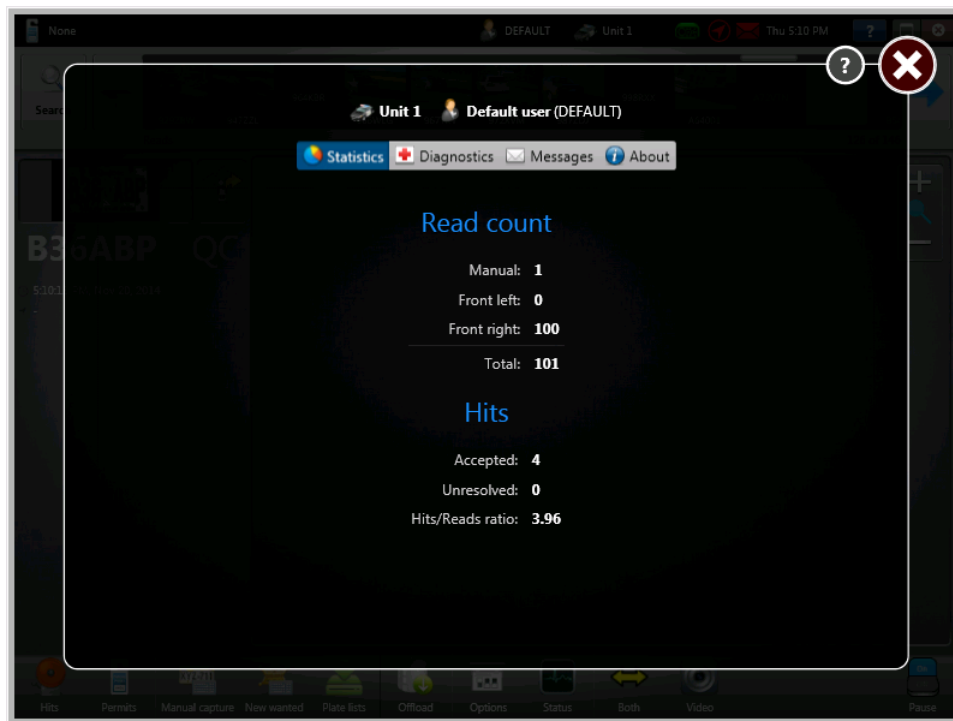 None DEFAULT Unit 1 Thu 5:10 PM ?
?
Unit 1 Default user (DEFAULT)
Statistics Diagnostics Messages About
Read count
Manual: 1
Front left: 0
Front right: 100
Total: 101
Hits
Accepted: 4
Unresolved: 0
Hits/Reads ratio: 3.96
B36ABP QC
Hits Permits Manual capture New wanted Plate lists Offload Options Status Both Video Pause